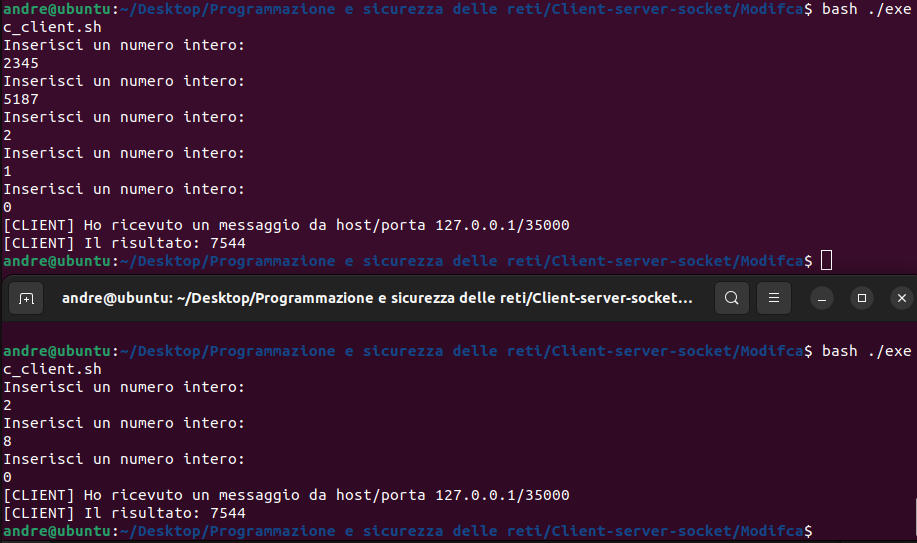 andre@ubuntu:~/Desktop/Programmazione e sicurezza delle reti/Client-server-socket/Modifca$ bash ./exe
c_client.sh
Inserisci un numero intero:
2345
Inserisci un numero intero:
5187
Inserisci un numero intero:
2
Inserisci un numero intero:
1
Inserisci un numero intero:
0
[CLIENT] Ho ricevuto un messaggio da host/porta 127.0.0.1/35000
[CLIENT] Il risultato: 7544
andre@ubuntu:~/Desktop/Programmazione e sicurezza delle reti/Client-server-socket/Modifca$
andre@ubuntu: ~/Desktop/Programmazione e sicurezza delle reti/Client-server-socket...
andre@ubuntu:~/Desktop/Programmazione e sicurezza delle reti/Client-server-socket/Modifca$ bash ./exe
c_client.sh
Inserisci un numero intero:
2
Inserisci un numero intero:
8
Inserisci un numero intero:
0
[CLIENT] Ho ricevuto un messaggio da host/porta 127.0.0.1/35000
[CLIENT] Il risultato: 7544
andre@ubuntu:~/Desktop/Programmazione e sicurezza delle reti/Client-server-socket/Modifca$